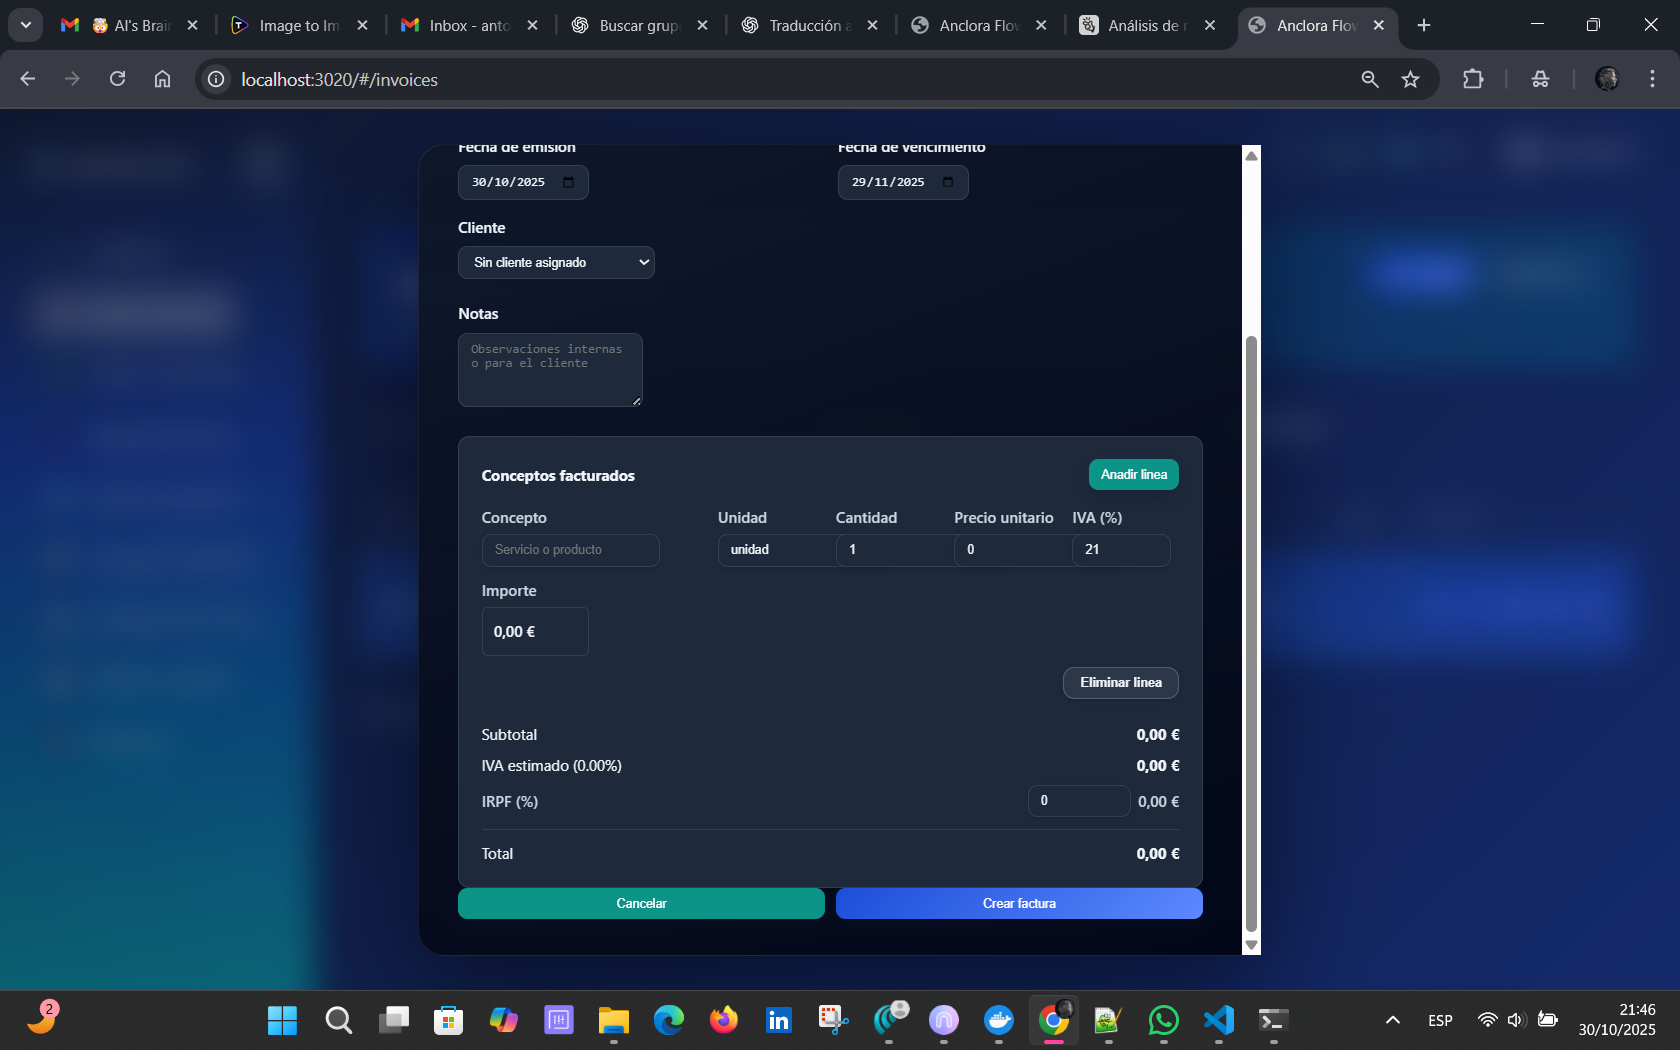 AI's Brain
Image to Im
Inbox - anto
Buscar grup
Traducción a
Anclora Flow
Análisis de r
Anclora Flow
localhost:3020/#/invoices
Fecha de emisión
Fecha de vencimiento
30/10/2025
29/11/2025
Cliente
Sin cliente asignado
Notas
Observaciones internas
o para el cliente
Conceptos facturados
Anadir linea
Concepto
Unidad
Cantidad
Precio unitario
IVA (%)
Servicio o producto
unidad
1
0
21
Importe
0,00 €
Eliminar linea
Subtotal
0,00 €
IVA estimado (0.00%)
0,00 €
IRPF (%)
0
0,00 €
Total
0,00 €
Cancelar
Crear factura
2
ESP
21:46
30/10/2025